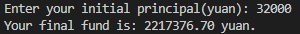 Enter your initial principal(yuan): 32000
Your final fund is: 2217376.70 yuan.